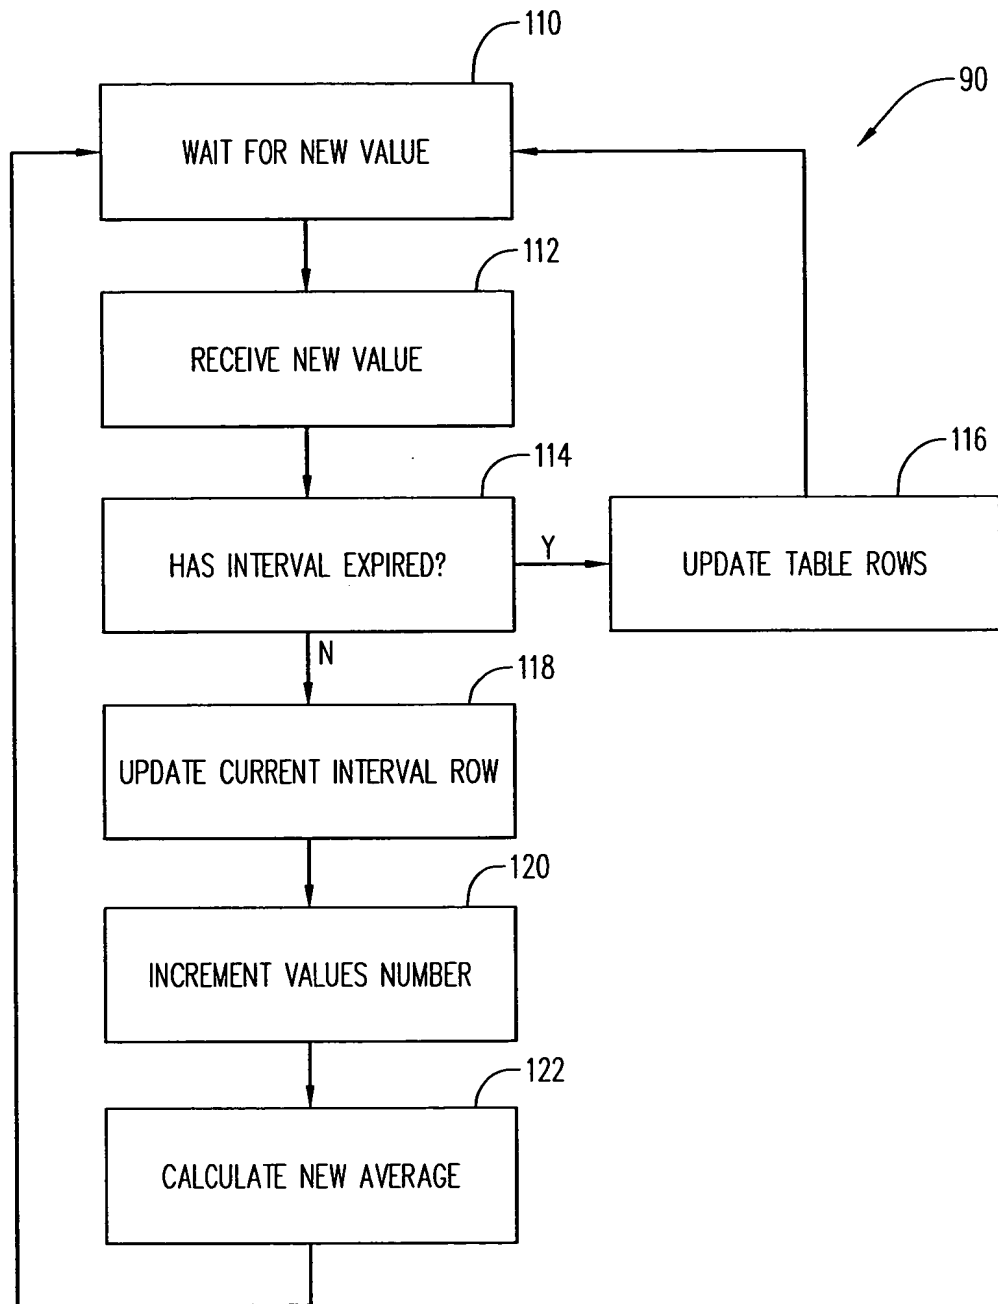 110
90
WAIT FOR NEW VALUE
112
RECEIVE NEW VALUE
114
116
HAS INTERVAL EXPIRED?
Y
UPDATE TABLE ROWS
N
118
UPDATE CURRENT INTERVAL ROW
120
INCREMENT VALUES NUMBER
122
CALCULATE NEW AVERAGE